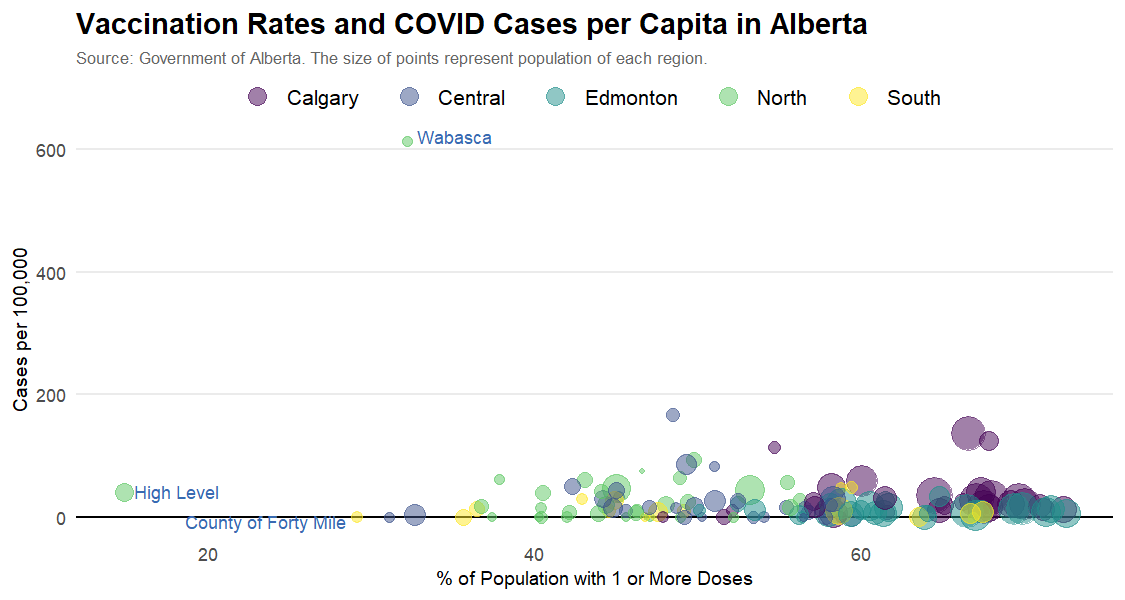 Vaccination Rates and COVID Cases per Capita in Alberta
Source: Government of Alberta. The size of points represent population of each region.
Calgary Central Edmonton North South
Wabasca
600
400
200
0
Cases per 100,000
High Level
County of Forty Mile
20 40 60
% of Population with 1 or More Doses